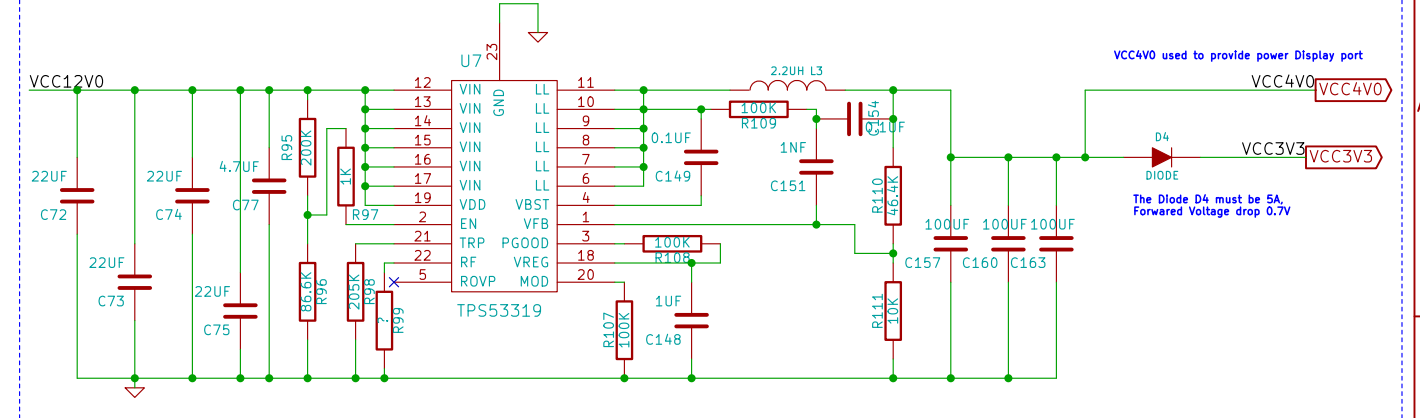 VCC4V0 used to provide power Display port
VCC12V0
U7
23
GND
2.2UH L3
VCC4V0
VCC4V0
12 VIN LL 11
13 VIN LL 10
14 VIN LL 9
15 VIN LL 8
16 VIN LL 7
17 VIN LL 6
19 VDD VBST 4
2 EN VFB 1
21 TRP PGOOD 3
22 RF VREG 18
5 ROVP MOD 20
TPS53319
22UF
C72
22UF
C73
22UF
C74
22UF
C75
4.7UF
C77
R95
200K
1K
R97
86.6K
R96
205K
R98
?
R99
100K
R109
C154
0.1UF
0.1UF
C149
1NF
C151
R110
46.4K
100K
R108
1UF
C148
R107
100K
R111
10K
100UF
C157
100UF
C160
100UF
C163
D4
DIODE
VCC3V3
VCC3V3
The Diode D4 must be 5A,
Forwared Voltage drop 0.7V